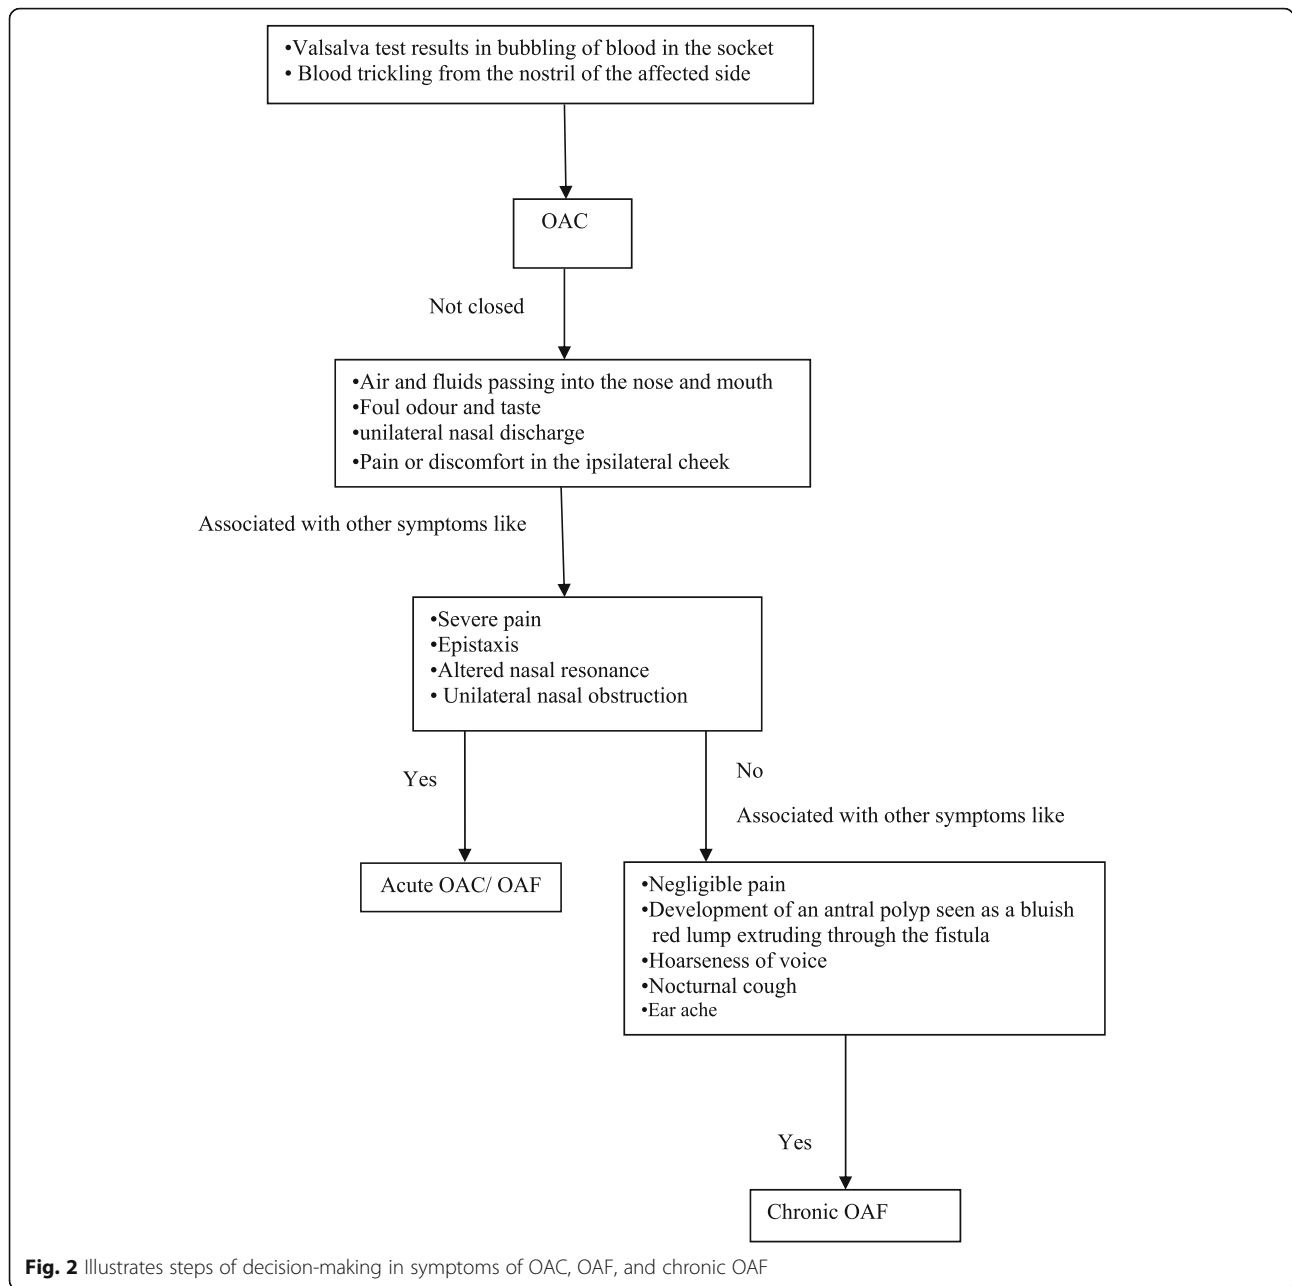 •Valsalva test results in bubbling of blood in the socket
• Blood trickling from the nostril of the affected side
OAC
Not closed
•Air and fluids passing into the nose and mouth
•Foul odour and taste
•unilateral nasal discharge
•Pain or discomfort in the ipsilateral cheek
Associated with other symptoms like
•Severe pain
•Epistaxis
•Altered nasal resonance
• Unilateral nasal obstruction
Yes
No
Associated with other symptoms like
Acute OAC/ OAF
•Negligible pain
•Development of an antral polyp seen as a bluish
red lump extruding through the fistula
•Hoarseness of voice
•Nocturnal cough
•Ear ache
Yes
Chronic OAF
Fig. 2 Illustrates steps of decision-making in symptoms of OAC, OAF, and chronic OAF